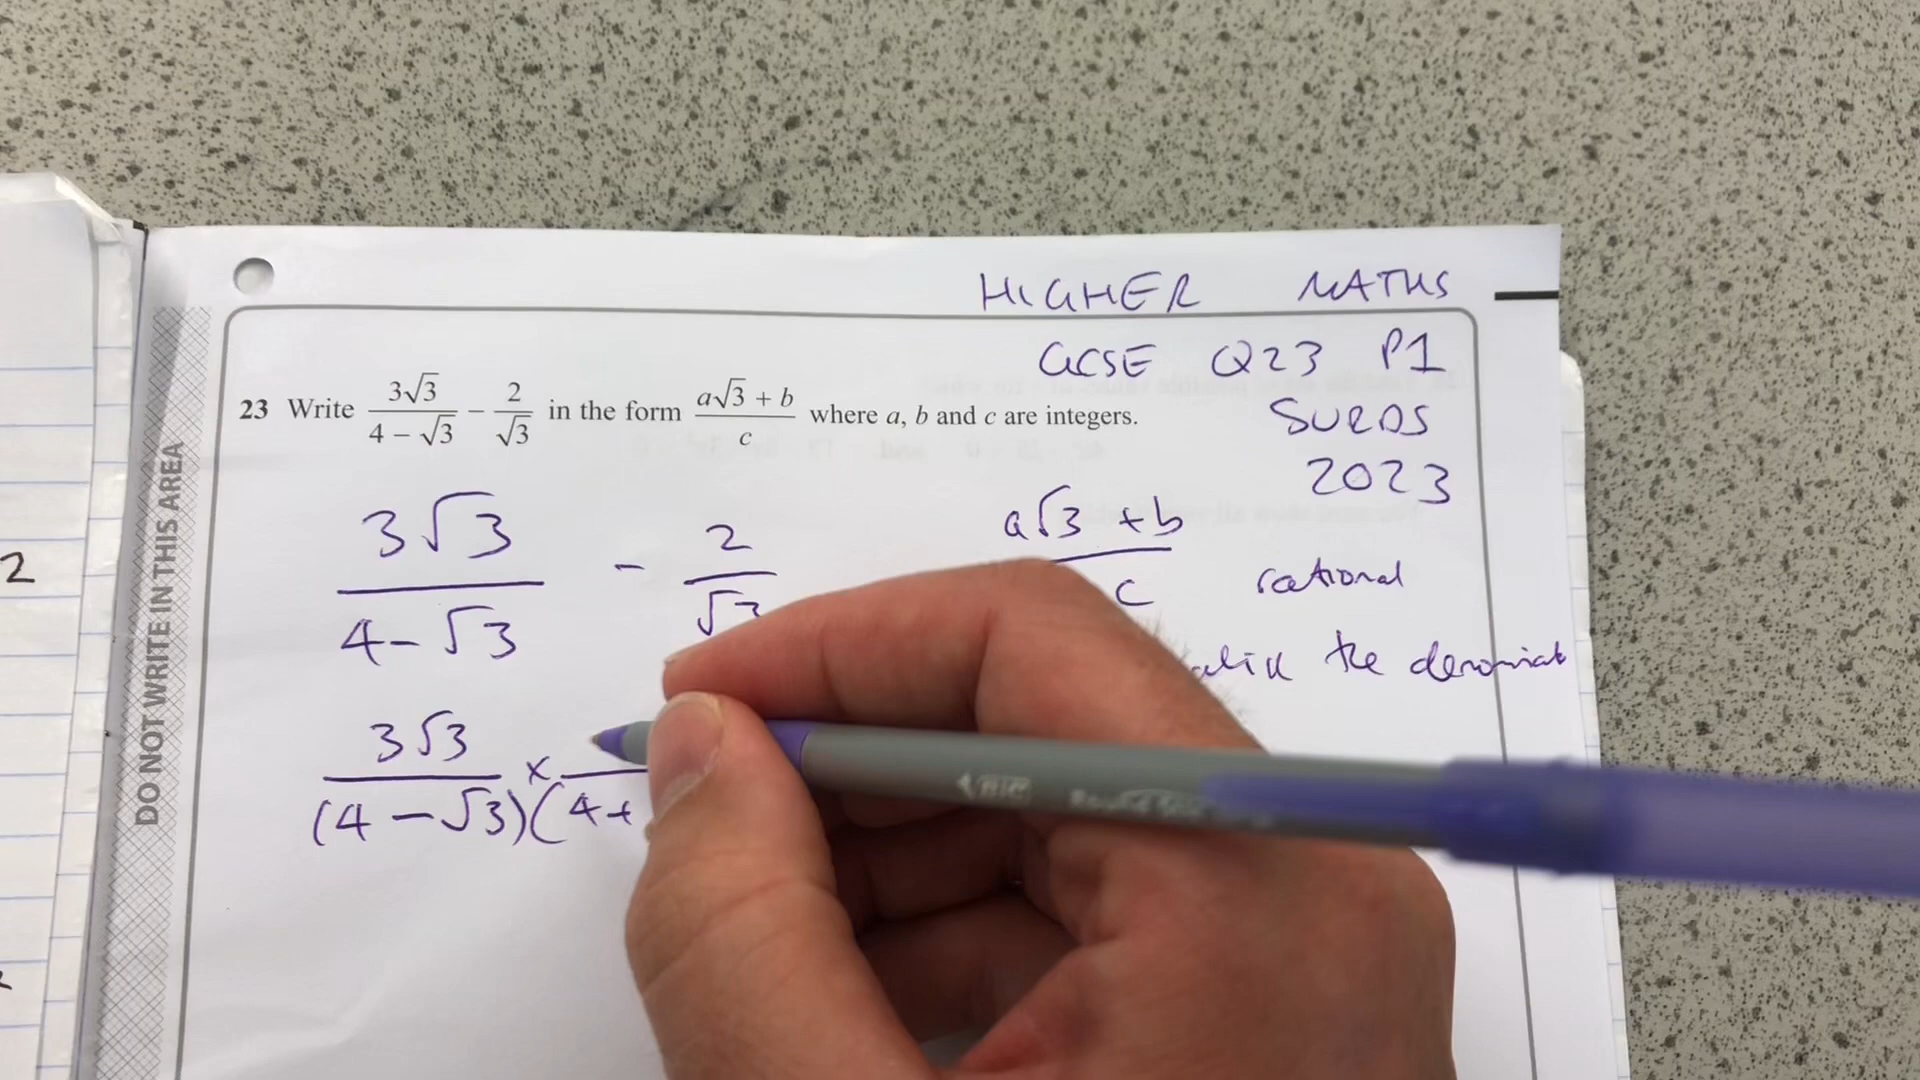 HIGHER MATHS
GCSE Q23 P1
SURDS
2023
23 Write 3√3/(4 − √3) − 2/√3 in the form (a√3 + b)/c where a, b and c are integers.
3√3/(4 − √3) − 2/√3
a√3 + b
c
rational
the
3√3
×
(4 − √3)(4+
DO NOT WRITE IN THIS AREA
2
BIC